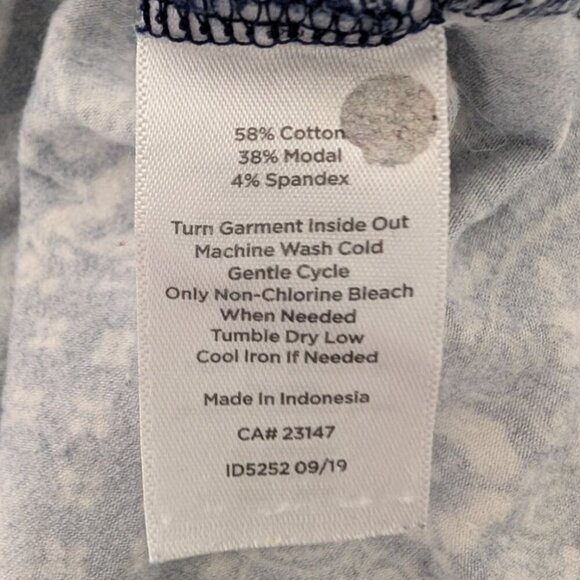 58% Cotton
38% Modal
4% Spandex
Turn Garment Inside Out
Machine Wash Cold
Gentle Cycle
Only Non-Chlorine Bleach
When Needed
Tumble Dry Low
Cool Iron If Needed
Made In Indonesia
CA# 23147
ID5252 09/19